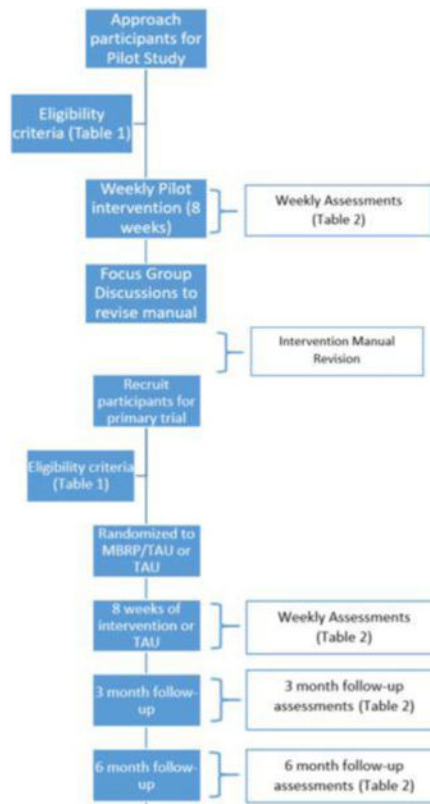 Approach
participants for
Pilot Study
Eligibility
criteria (Table 1)
Weekly Pilot
intervention (8
weeks)
Weekly Assessments
(Table 2)
Focus Group
Discussions to
revise manual
Intervention Manual
Revision
Recruit
participants for
primary trial
Eligibility criteria
(Table 1)
Randomized to
MBRP/TAU or
TAU
8 weeks of
intervention or
TAU
Weekly Assessments
(Table 2)
3 month follow-
up
3 month follow-up
assessments (Table 2)
6 month follow-
up
6 month follow-up
assessments (Table 2)